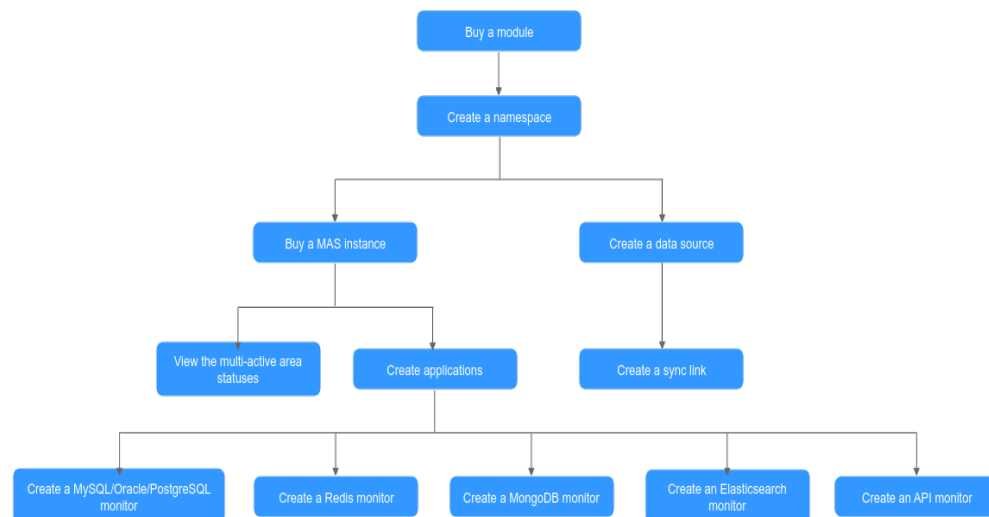 Buy a module
Create a namespace
Buy a MAS instance
Create a data source
View the multi-active area
statuses
Create applications
Create a sync link
Create a MySQL/Oracle/PostgreSQL
monitor
Create a Redis monitor
Create a MongoDB monitor
Create an Elasticsearch
monitor
Create an API monitor